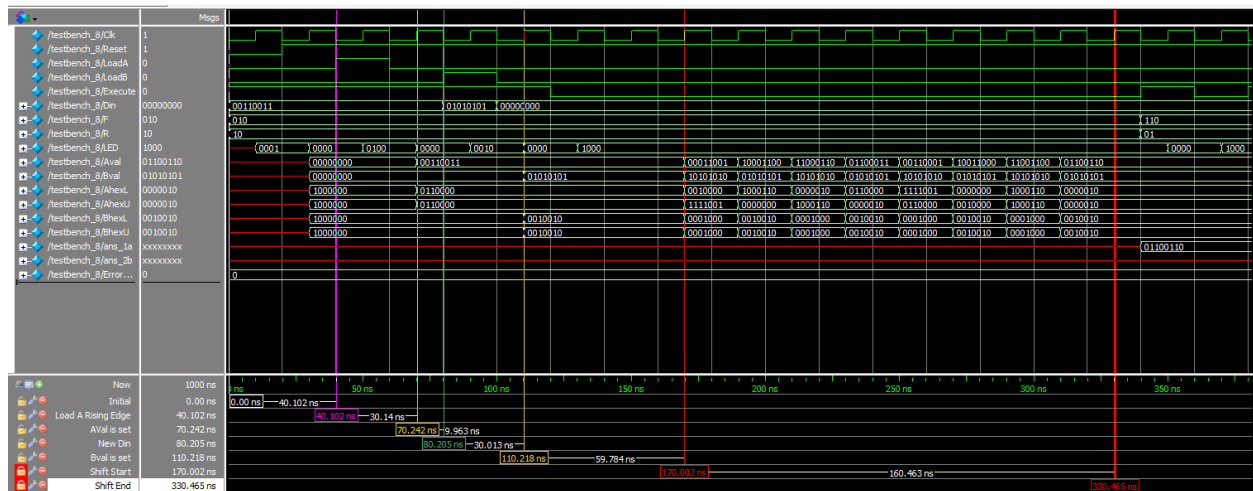 Msgs
/testbench_8/Clk 1
/testbench_8/Reset 1
/testbench_8/LoadA 0
/testbench_8/LoadB 0
/testbench_8/Execute 0
/testbench_8/Din 00000000 00110011 01010101 00000000
/testbench_8/F 010 010 110
/testbench_8/R 10 10 01
/testbench_8/LED 1000 0001 0000 0100 0000 0010 0000 1000 0000 1000
/testbench_8/Aval 01100110 00000000 00110011 00011001 10001100 11000110 01100011 00110001 10011000 11001100 01100110
/testbench_8/Bval 01010101 00000000 01010101 10101010 01010101 10101010 01010101 10101010 01010101 10101010 01010101
/testbench_8/AhexL 0000010 1000000 0110000 0010000 1000110 0000010 0110000 1111001 0000000 1000110 0000010
/testbench_8/AhexU 0000010 1000000 0110000 1111001 0000000 1000110 0000010 0110000 0010000 1000110 0000010
/testbench_8/BhexL 0010010 1000000 0010010 0001000 0010010 0001000 0010010 0001000 0010010 0001000 0010010
/testbench_8/BhexU 0010010 1000000 0010010 0001000 0010010 0001000 0010010 0001000 0010010 0001000 0010010
/testbench_8/ans_1a xxxxxxxx 01100110
/testbench_8/ans_2b xxxxxxxx
/testbench_8/Error... 0 0
Now 1000 ns 0 ns 50 ns 100 ns 150 ns 200 ns 250 ns 300 ns 350 ns
Initial 0.00 ns 0.00 ns 40.102 ns
Load A Rising Edge 40.102 ns 40.102 ns 30.14 ns
AVal is set 70.242 ns 70.242 ns 9.963 ns
New Din 80.205 ns 80.205 ns 30.013 ns
Bval is set 110.218 ns 110.218 ns 59.784 ns
Shift Start 170.002 ns 170.002 ns 160.463 ns
Shift End 330.465 ns 330.465 ns